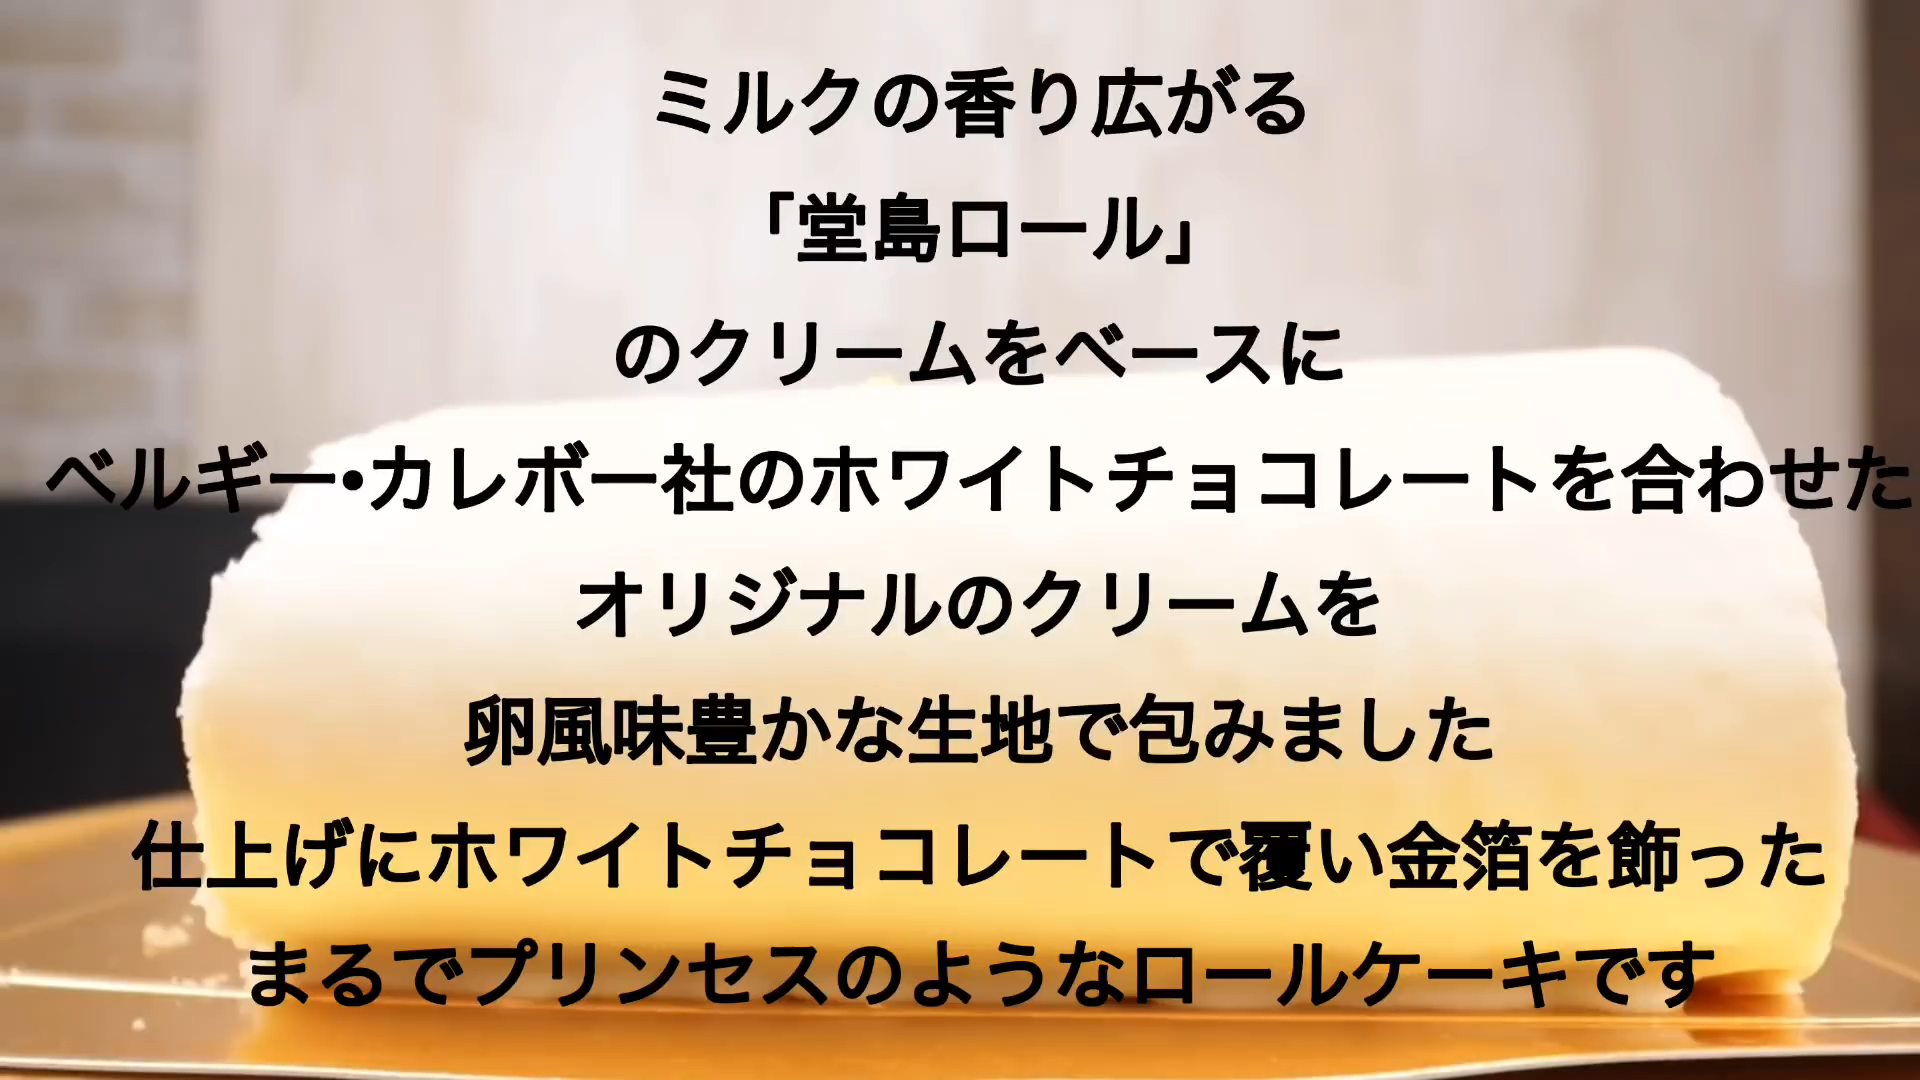 ミルクの香り広がる
「堂島ロール」
のクリームをベースに
ベルギー・カレボー社のホワイトチョコレートを合わせた
オリジナルのクリームを
卵風味豊かな生地で包みました
仕上げにホワイトチョコレートで覆い金箔を飾った
まるでプリンセスのようなロールケーキです